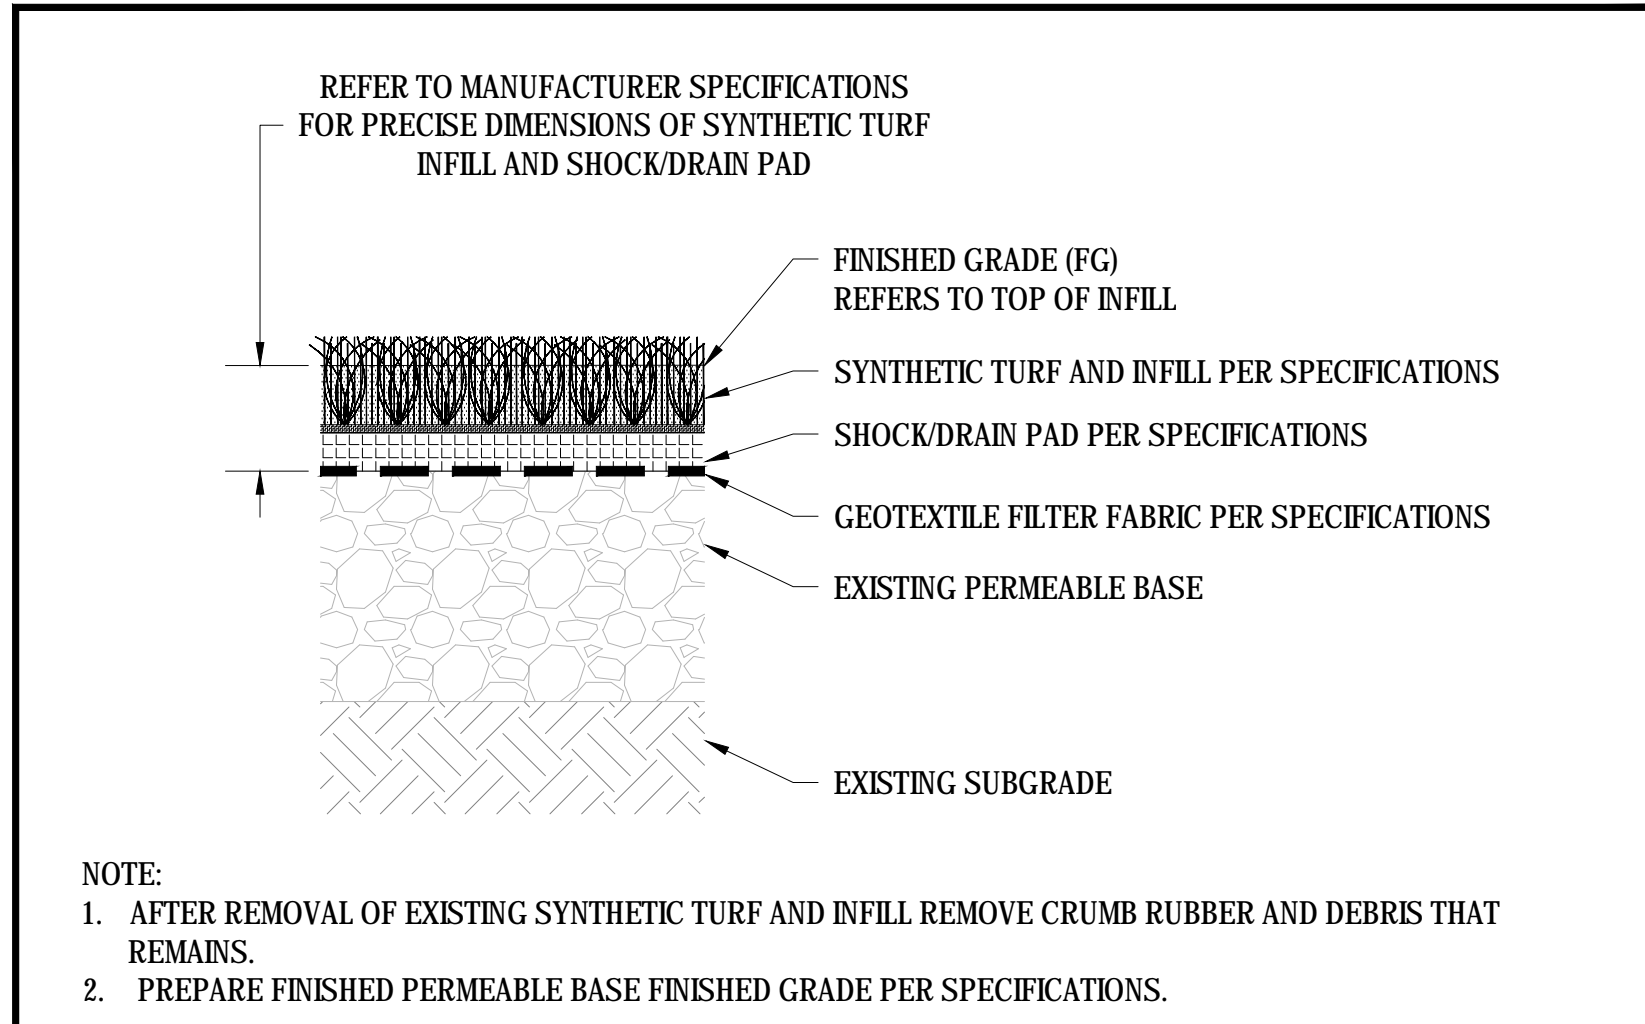 REFER TO MANUFACTURER SPECIFICATIONS
FOR PRECISE DIMENSIONS OF SYNTHETIC TURF
INFILL AND SHOCK/DRAIN PAD
FINISHED GRADE (FG)
REFERS TO TOP OF INFILL
SYNTHETIC TURF AND INFILL PER SPECIFICATIONS
SHOCK/DRAIN PAD PER SPECIFICATIONS
GEOTEXTILE FILTER FABRIC PER SPECIFICATIONS
EXISTING PERMEABLE BASE
EXISTING SUBGRADE
NOTE:
1. AFTER REMOVAL OF EXISTING SYNTHETIC TURF AND INFILL REMOVE CRUMB RUBBER AND DEBRIS THAT
REMAINS.
2. PREPARE FINISHED PERMEABLE BASE FINISHED GRADE PER SPECIFICATIONS.